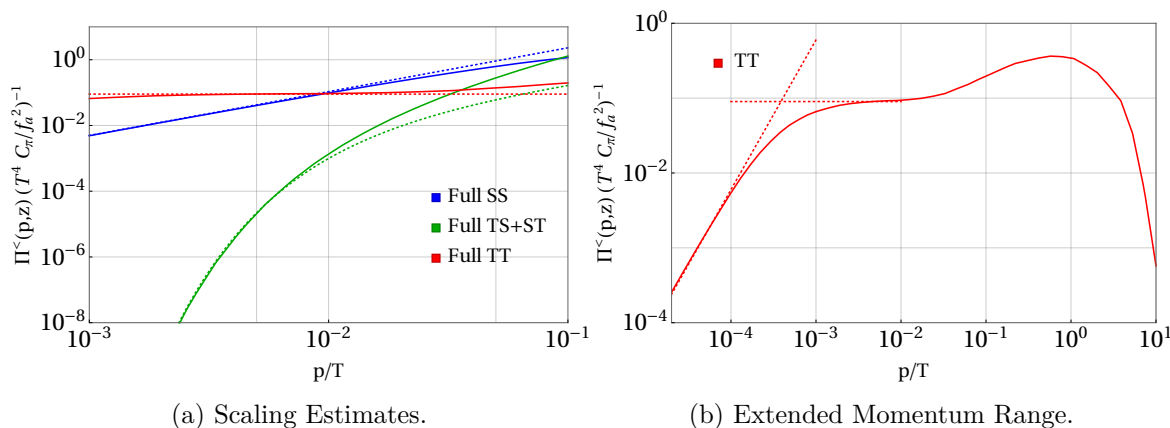 Π^<(p,z) (T^4 C_π/f_a^2)^-1
10^0
10^-2
10^-4
10^-6
10^-8
Full SS
Full TS+ST
Full TT
10^-3
10^-2
10^-1
p/T
(a) Scaling Estimates.
Π^<(p,z) (T^4 C_π/f_a^2)^-1
10^0
10^-2
10^-4
TT
10^-4
10^-3
10^-2
10^-1
10^0
10^1
p/T
(b) Extended Momentum Range.